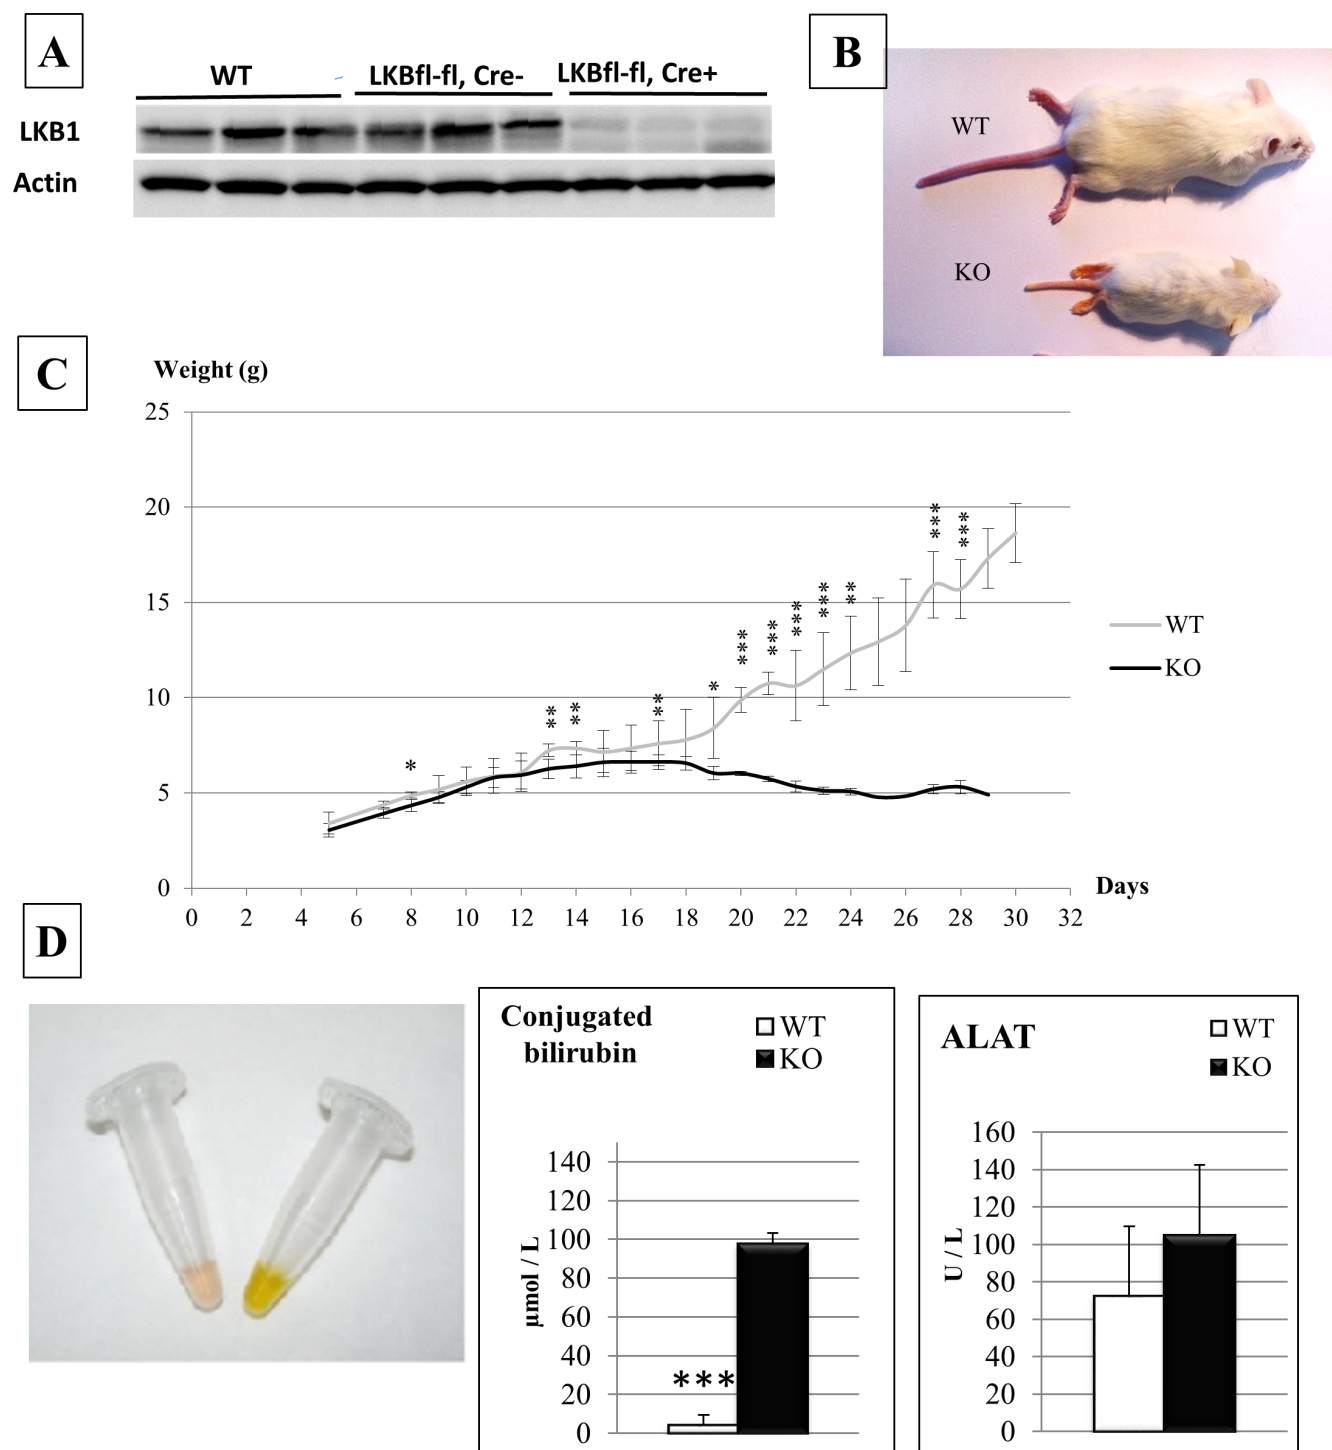 A
WT
LKBfl-fl, Cre-
LKBfl-fl, Cre+
LKB1
Actin
B
WT
KO
C
Weight (g)
25
20
15
10
5
0
0 2 4 6 8 10 12 14 16 18 20 22 24 26 28 30 32
Days
*
**
**
**
*
***
***
***
***
**
***
***
WT
KO
D
Conjugated
bilirubin
WT
KO
µmol / L
140
120
100
80
60
40
20
0
***
ALAT
WT
KO
U / L
160
140
120
100
80
60
40
20
0